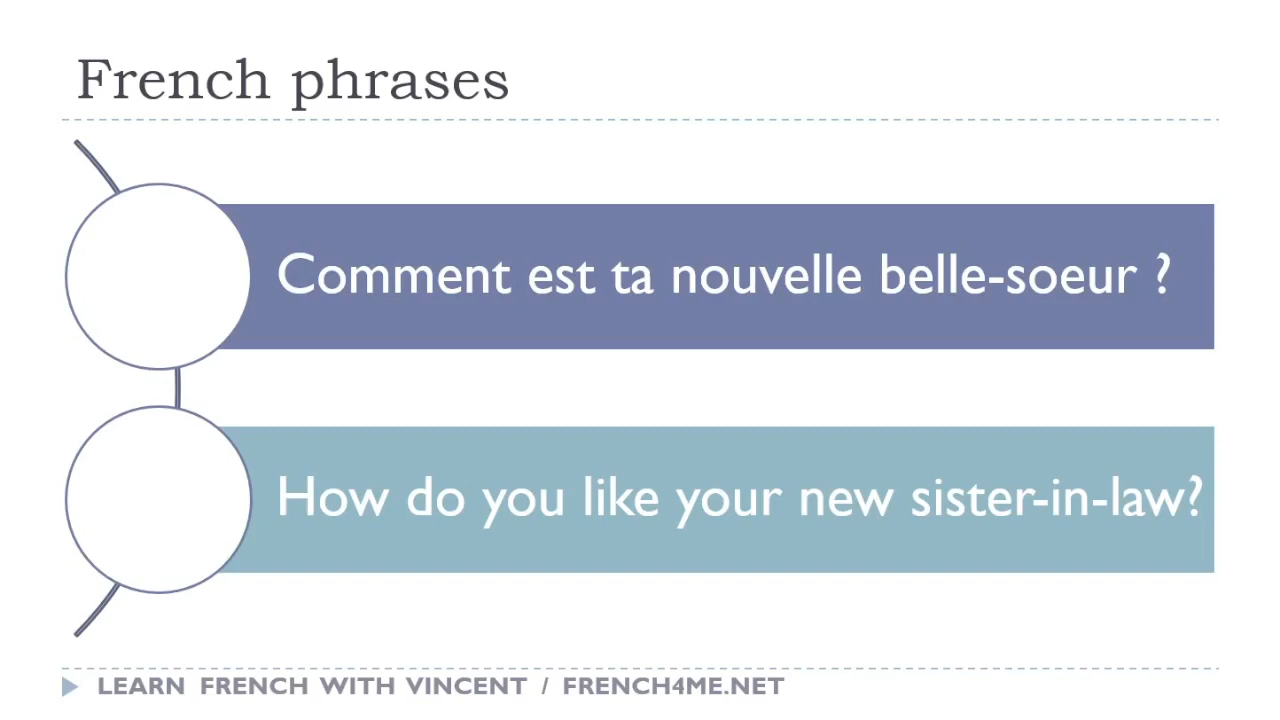 French phrases
Comment est ta nouvelle belle-soeur ?
How do you like your new sister-in-law?
LEARN FRENCH WITH VINCENT / FRENCH4ME.NET